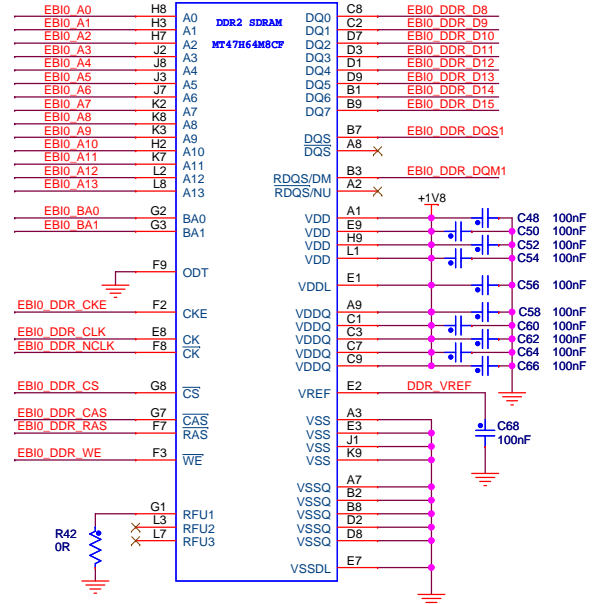 EBI0_A0 H8 A0 DDR2 SDRAM DQ0 C8 EBI0_DDR_D8
EBI0_A1 H3 A1 MT47H64M8CF DQ1 C2 EBI0_DDR_D9
EBI0_A2 H7 A2 DQ2 D7 EBI0_DDR_D10
EBI0_A3 J2 A3 DQ3 D3 EBI0_DDR_D11
EBI0_A4 J8 A4 DQ4 D1 EBI0_DDR_D12
EBI0_A5 J3 A5 DQ5 D9 EBI0_DDR_D13
EBI0_A6 J7 A6 DQ6 B1 EBI0_DDR_D14
EBI0_A7 K2 A7 DQ7 B9 EBI0_DDR_D15
EBI0_A8 K8 A8
EBI0_A9 K3 A9 DQS B7 EBI0_DDR_DQS1
EBI0_A10 H2 A10 DQS A8
EBI0_A11 K7 A11
EBI0_A12 L2 A12 RDQS/DM B3 EBI0_DDR_DQM1
EBI0_A13 L8 A13 RDQS/NU A2
+1V8
EBI0_BA0 G2 BA0 VDD A1 C48 100nF
EBI0_BA1 G3 BA1 VDD E9 C50 100nF
VDD H9 C52 100nF
VDD L1 C54 100nF
F9 ODT
VDDL E1 C56 100nF
EBI0_DDR_CKE F2 CKE VDDQ A9 C58 100nF
VDDQ C1 C60 100nF
EBI0_DDR_CLK E8 CK VDDQ C3 C62 100nF
EBI0_DDR_NCLK F8 CK VDDQ C7 C64 100nF
VDDQ C9 C66 100nF
EBI0_DDR_CS G8 CS VREF E2 DDR_VREF
EBI0_DDR_CAS G7 CAS VSS A3
EBI0_DDR_RAS F7 RAS VSS E3 C68
VSS J1 100nF
EBI0_DDR_WE F3 WE VSS K9
VSSQ A7
VSSQ B2
G1 RFU1 VSSQ B8
L3 RFU2 VSSQ D2
L7 RFU3 VSSQ D8
R42
0R
VSSDL E7